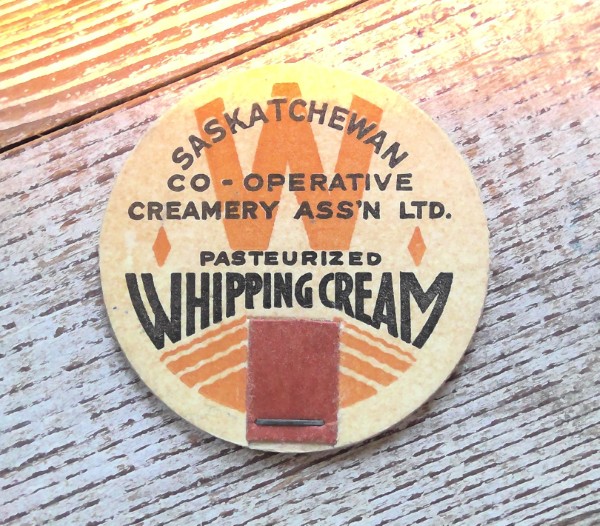 W
SASKATCHEWAN
CO-OPERATIVE
CREAMERY ASS'N LTD.
PASTEURIZED
WHIPPING CREAM